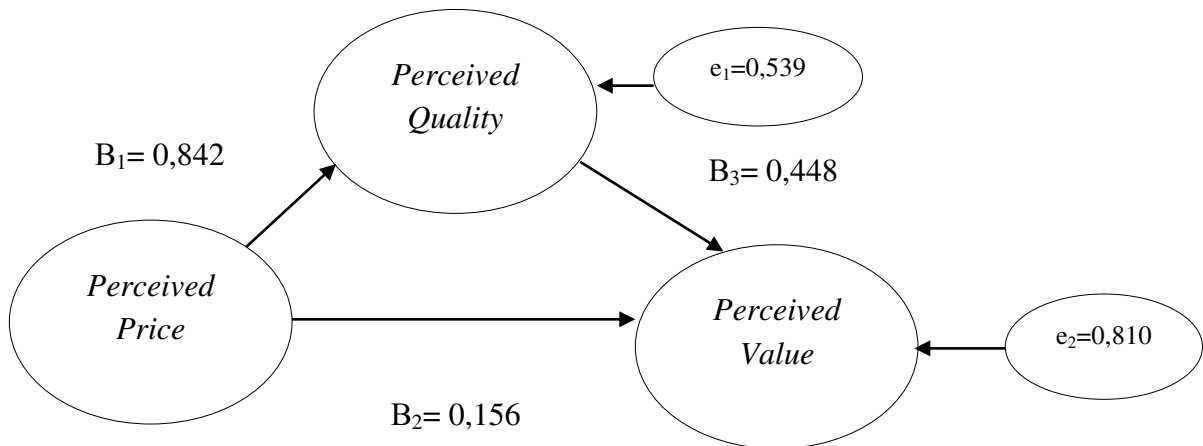 Perceived
Quality
e₁=0,539
B₁= 0,842
B₃= 0,448
Perceived
Price
Perceived
Value
e₂=0,810
B₂= 0,156